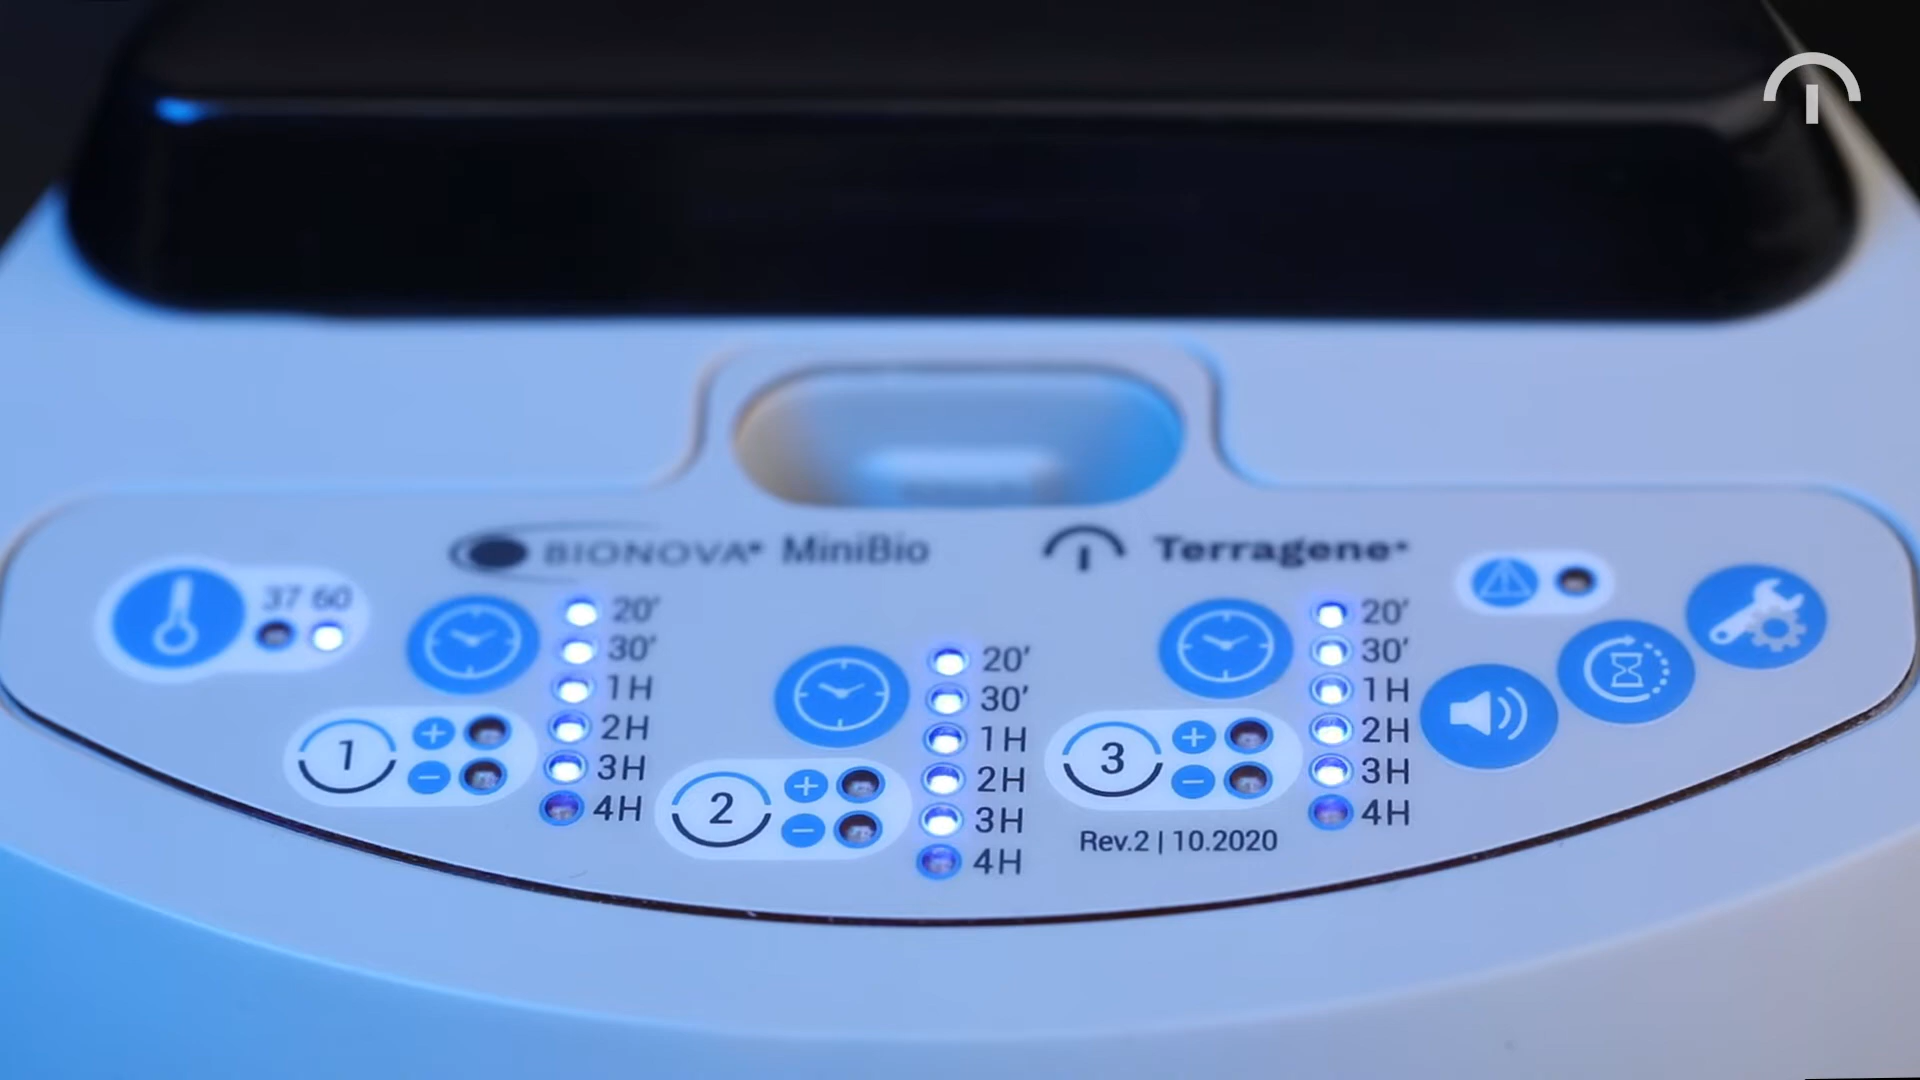 BIONOVA® MiniBio
Terragene®
37 60
20’
30’
1H
2H
3H
4H
1
+
−
20’
30’
1H
2H
3H
4H
2
+
−
20’
30’
1H
2H
3H
4H
3
+
−
Rev.2 | 10.2020